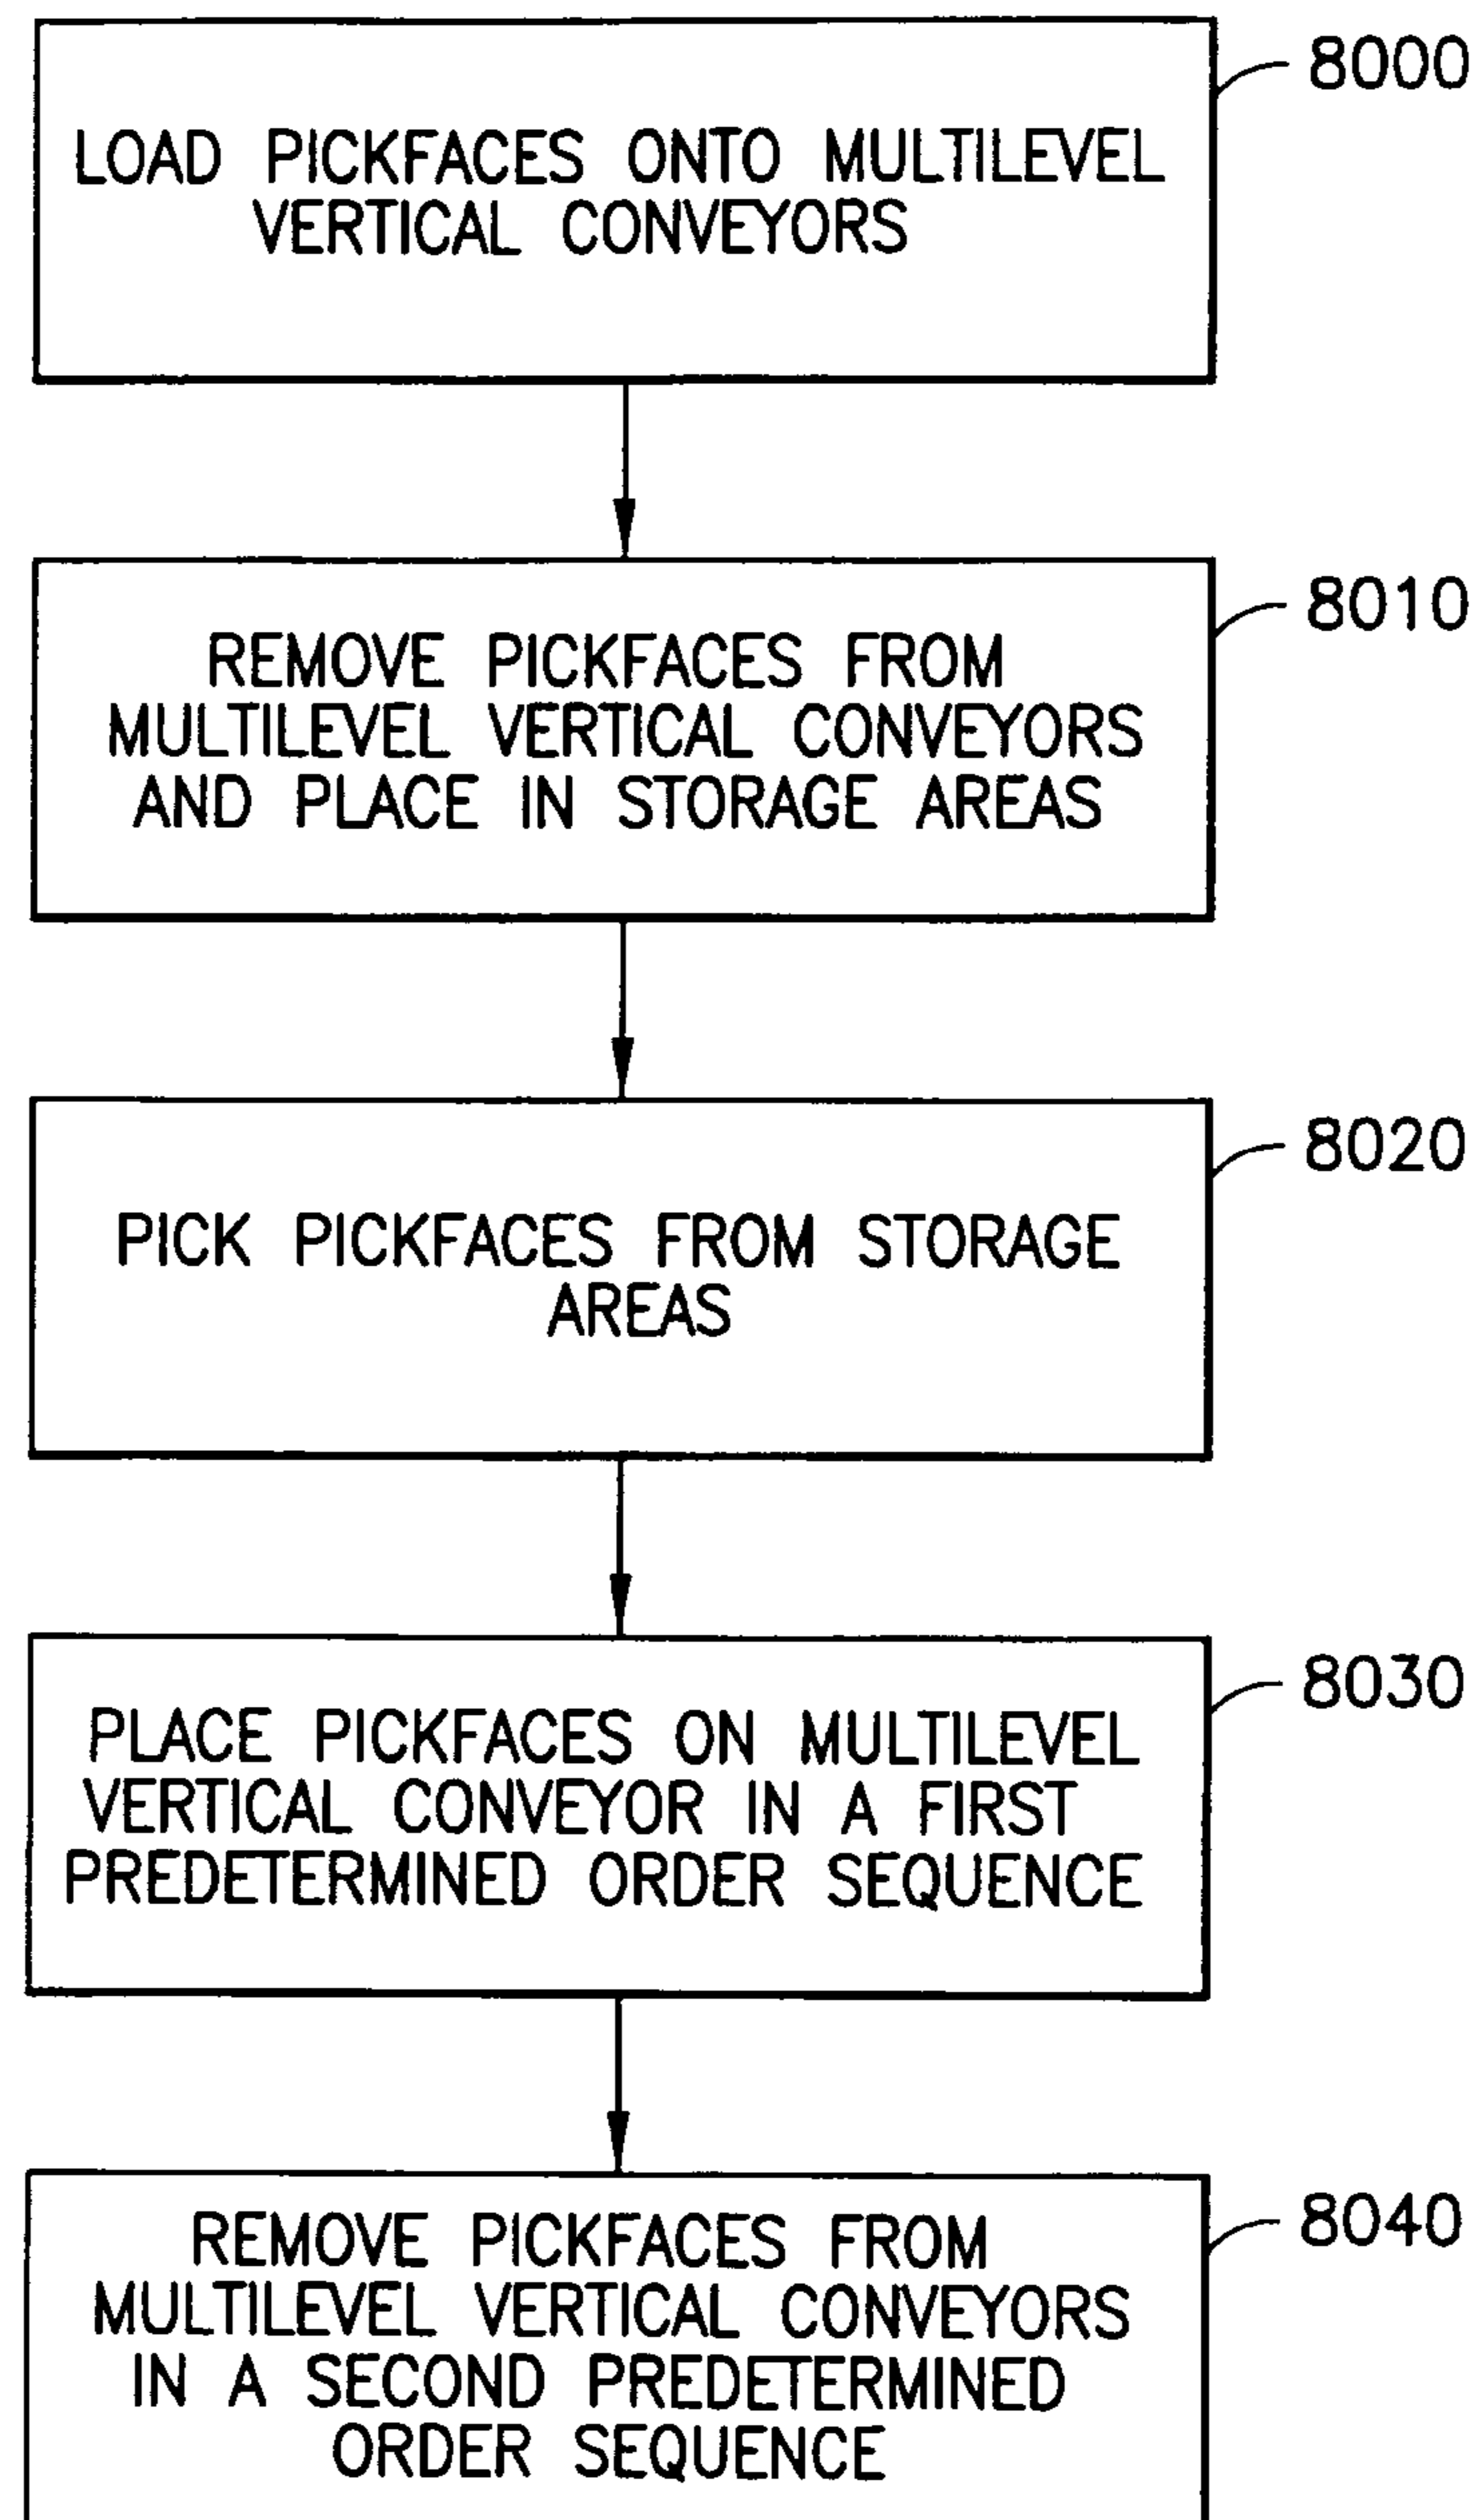 8000
LOAD PICKFACES ONTO MULTILEVEL
VERTICAL CONVEYORS
8010
REMOVE PICKFACES FROM
MULTILEVEL VERTICAL CONVEYORS
AND PLACE IN STORAGE AREAS
8020
PICK PICKFACES FROM STORAGE
AREAS
8030
PLACE PICKFACES ON MULTILEVEL
VERTICAL CONVEYOR IN A FIRST
PREDETERMINED ORDER SEQUENCE
8040
REMOVE PICKFACES FROM
MULTILEVEL VERTICAL CONVEYORS
IN A SECOND PREDETERMINED
ORDER SEQUENCE